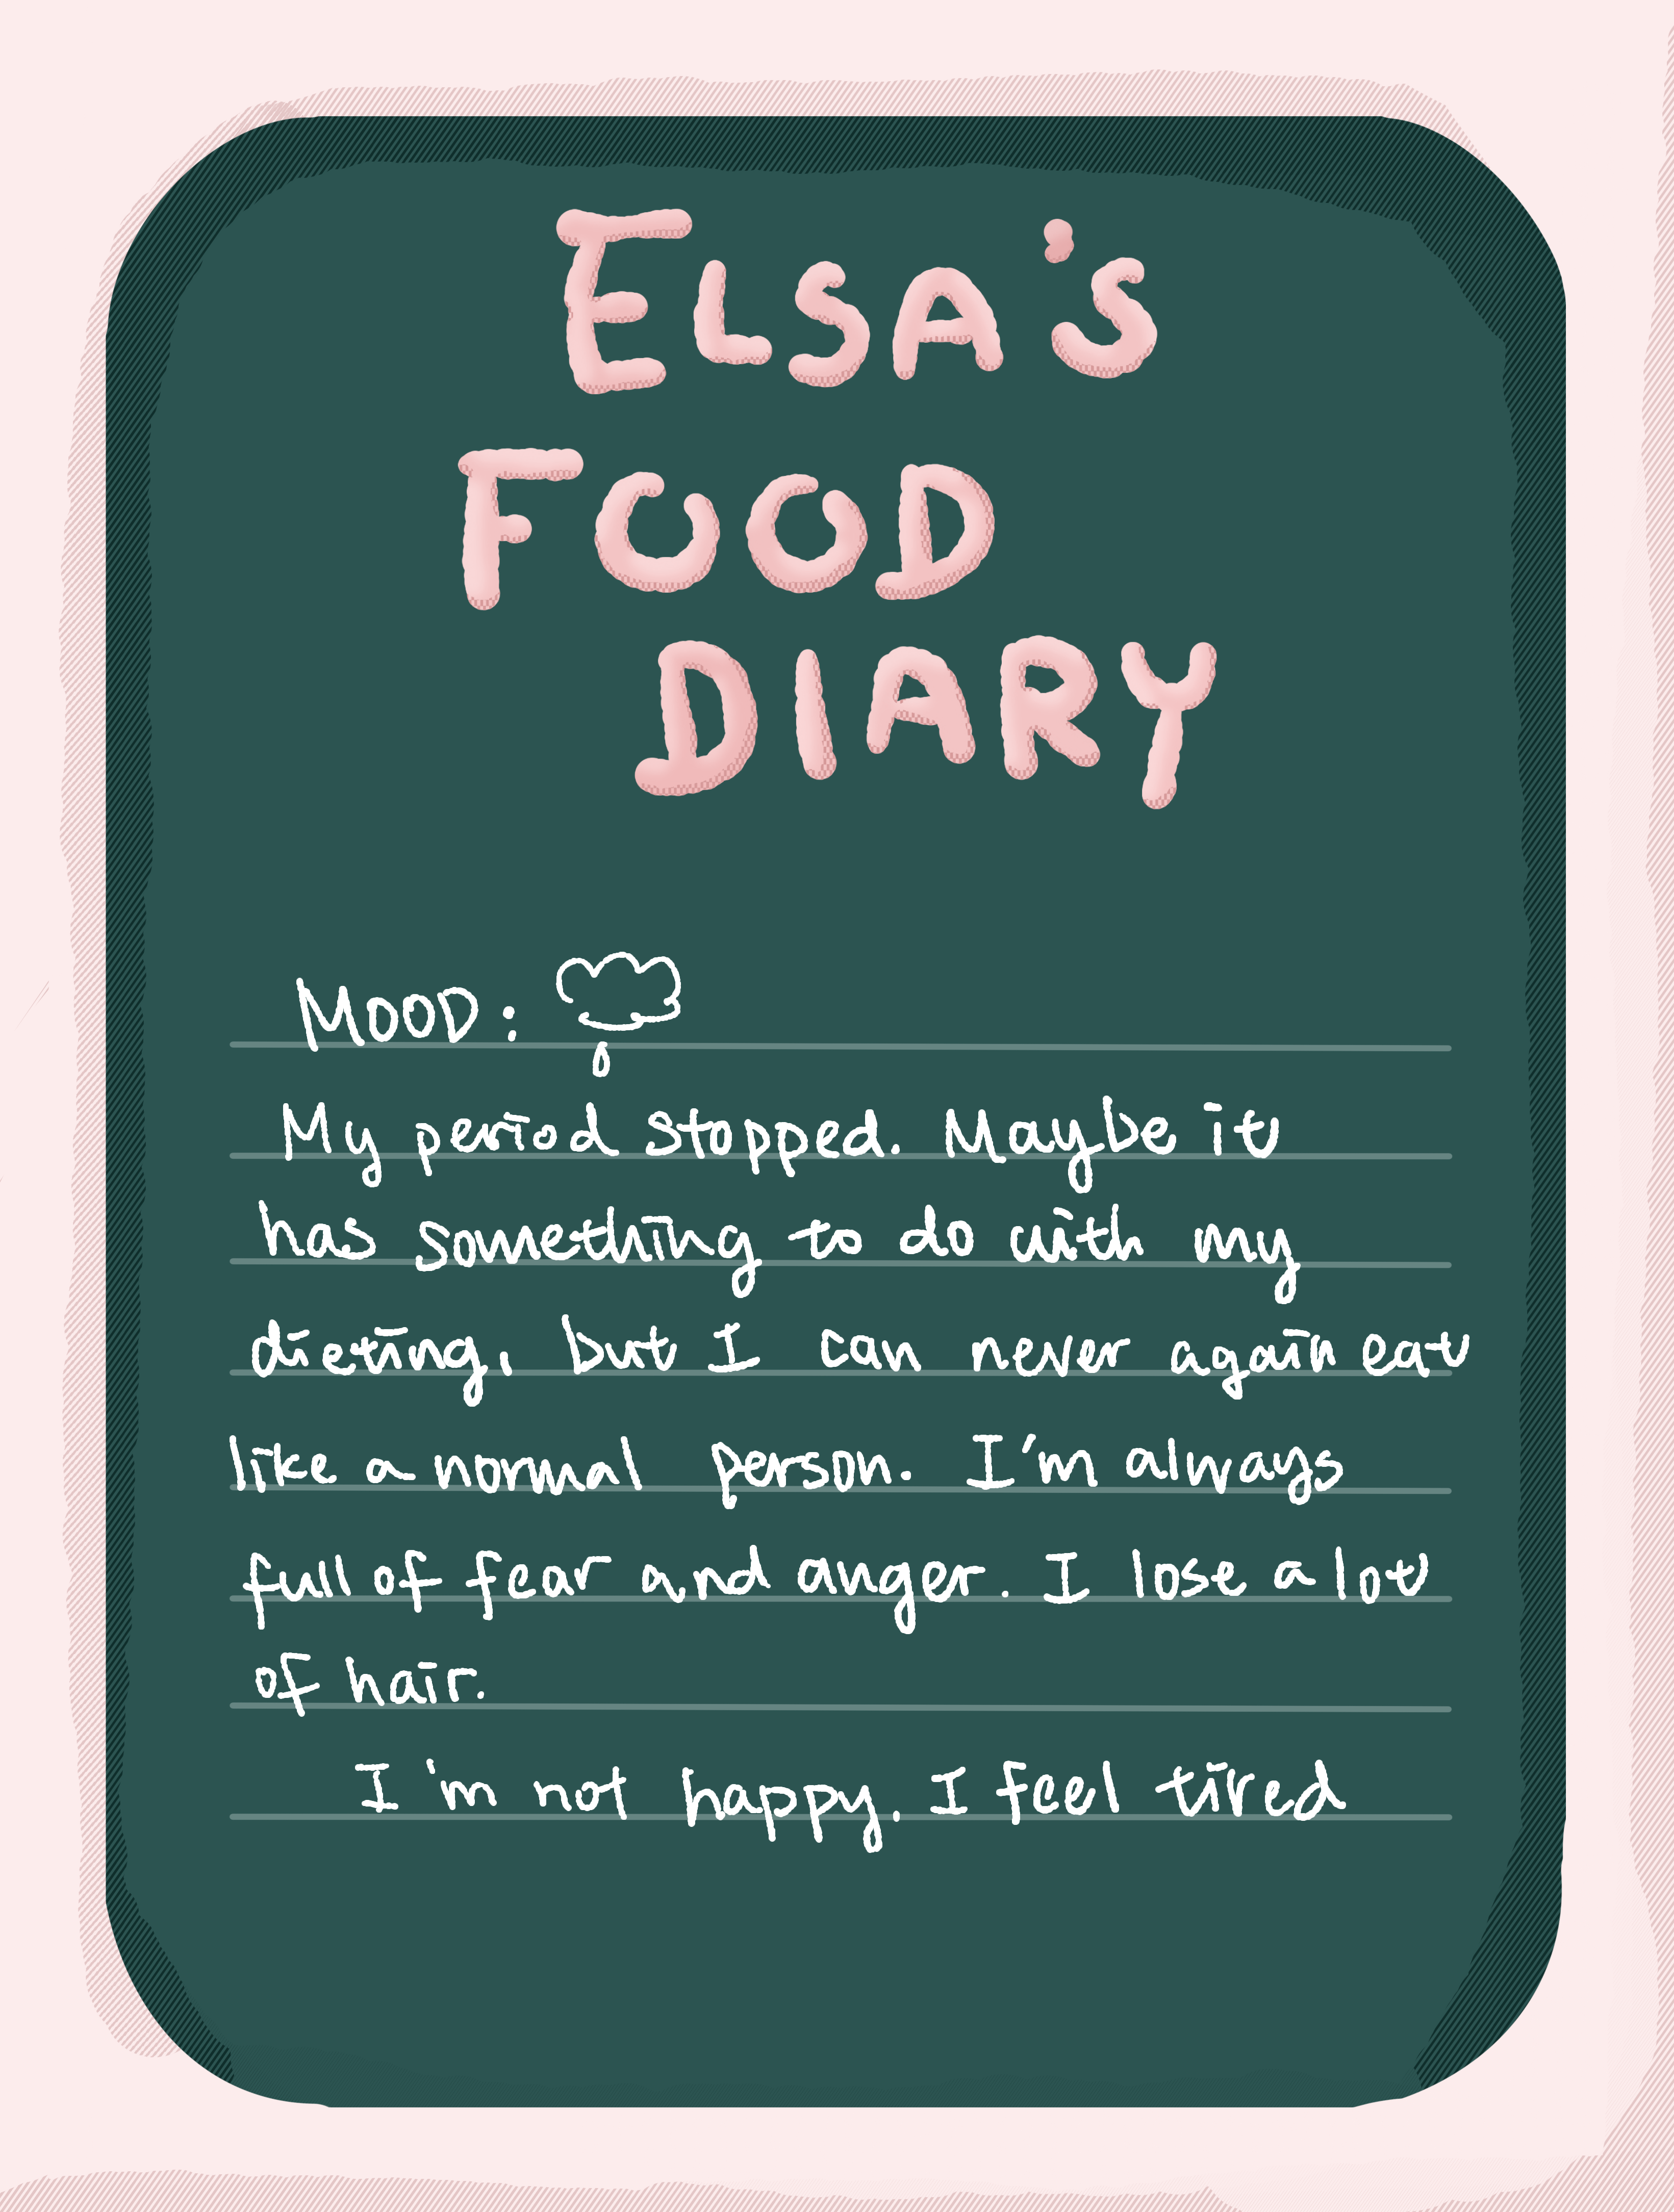 ELSA'S
FOOD
DIARY
MOOD:
My period stopped. Maybe it
has something to do with my
dieting, but I can never again eat
like a normal person. I'm always
full of fear and anger. I lose a lot
of hair.
I'm not happy. I feel tired